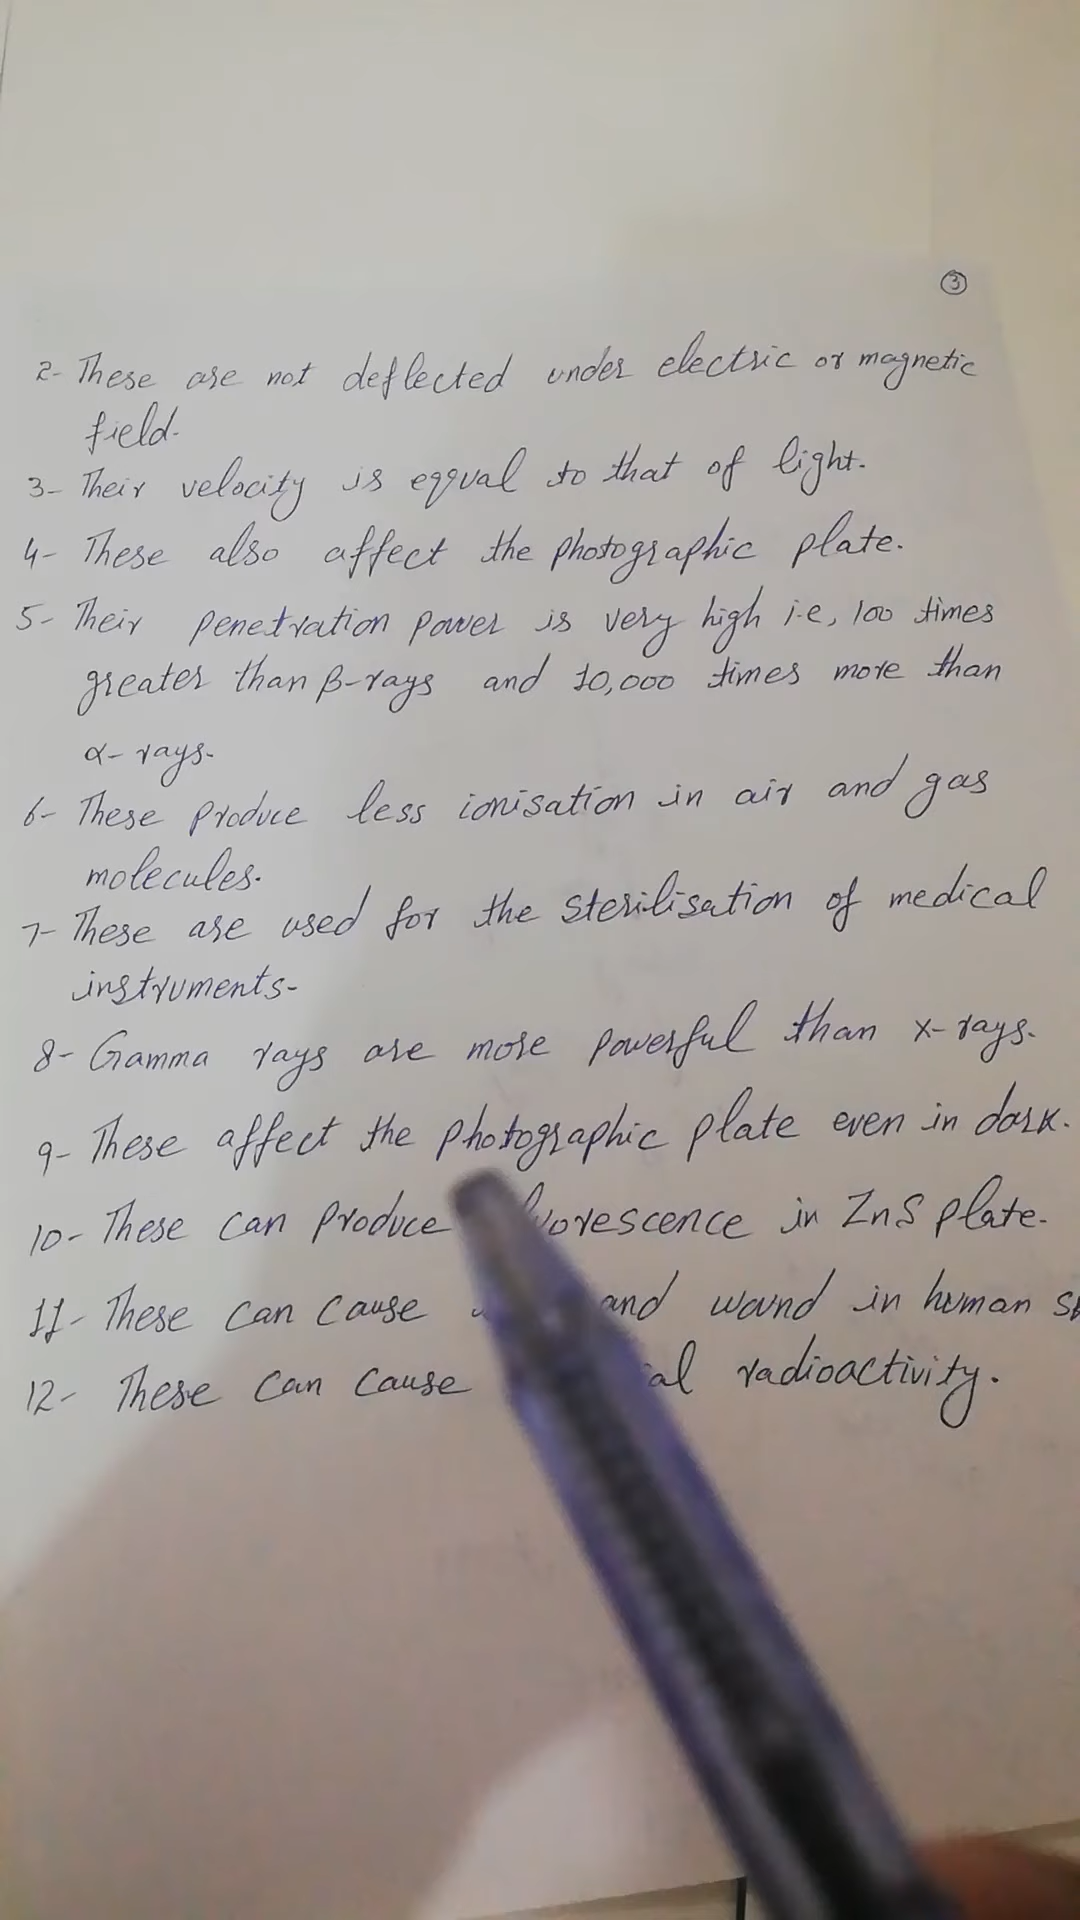 3
2- These are not deflected under electric or magnetic
field.
3- Their velocity is eqqual to that of light.
4- These also affect the photographic plate.
5- Their penetration power is very high i.e, 100 times
greater than β-rays and 10,000 times more than
α- rays.
6- These produce less ionisation in air and gas
molecules.
7- These are used for the sterilisation of medical
instruments-
8- Gamma rays are more powerful than x-rays.
9- These affect the photographic plate even in dark.
10- These can produce in ZnS plate.
11- These can cause and wound in human
12- These can cause radioactivity.